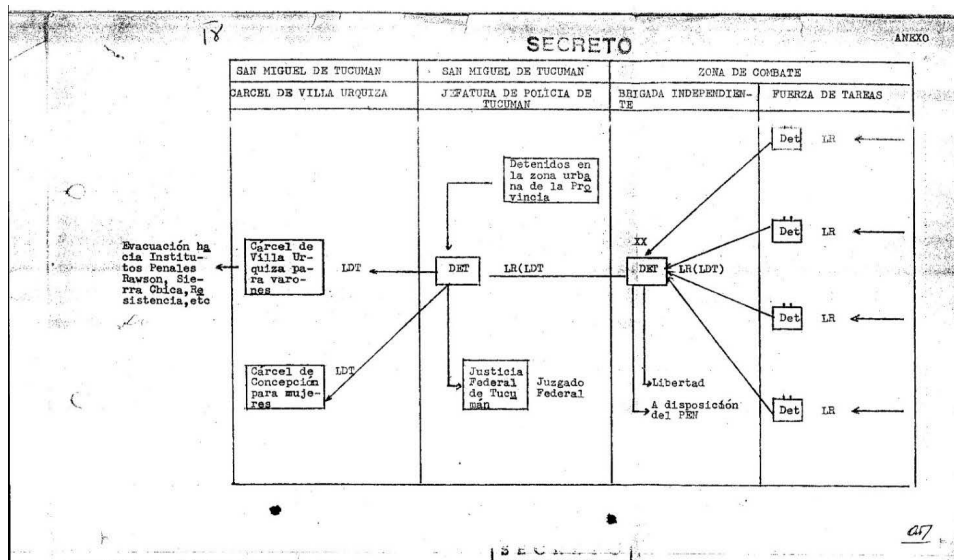 18
SECRETO
ANEXO
SAN MIGUEL DE TUCUMAN
SAN MIGUEL DE TUCUMAN
ZONA DE COMBATE
CARCEL DE VILLA URQUIZA
JEFATURA DE POLICIA DE
TUCUMAN
BRIGADA INDEPENDIEN-
TE
FUERZA DE TAREAS
Det LR
Detenidos en
la zona urba
na de la Pro
vincia
Det LR
Evacuación ha
cia Institu-
tos Penales
Rawson, Sie-
rra Chica, Re
sistencia, etc
Cárcel de
Villa Ur-
quiza pa-
ra varo-
nes
LDT
DET
LR(LDT
XX
DET
LR(LDT)
Det LR
Cárcel de
Concepción
para muje-
res
LDT
Justicia
Federal
de Tucu
mán
Juzgado
Federal
Libertad
A disposición
del PEN
Det LR
SECRETO